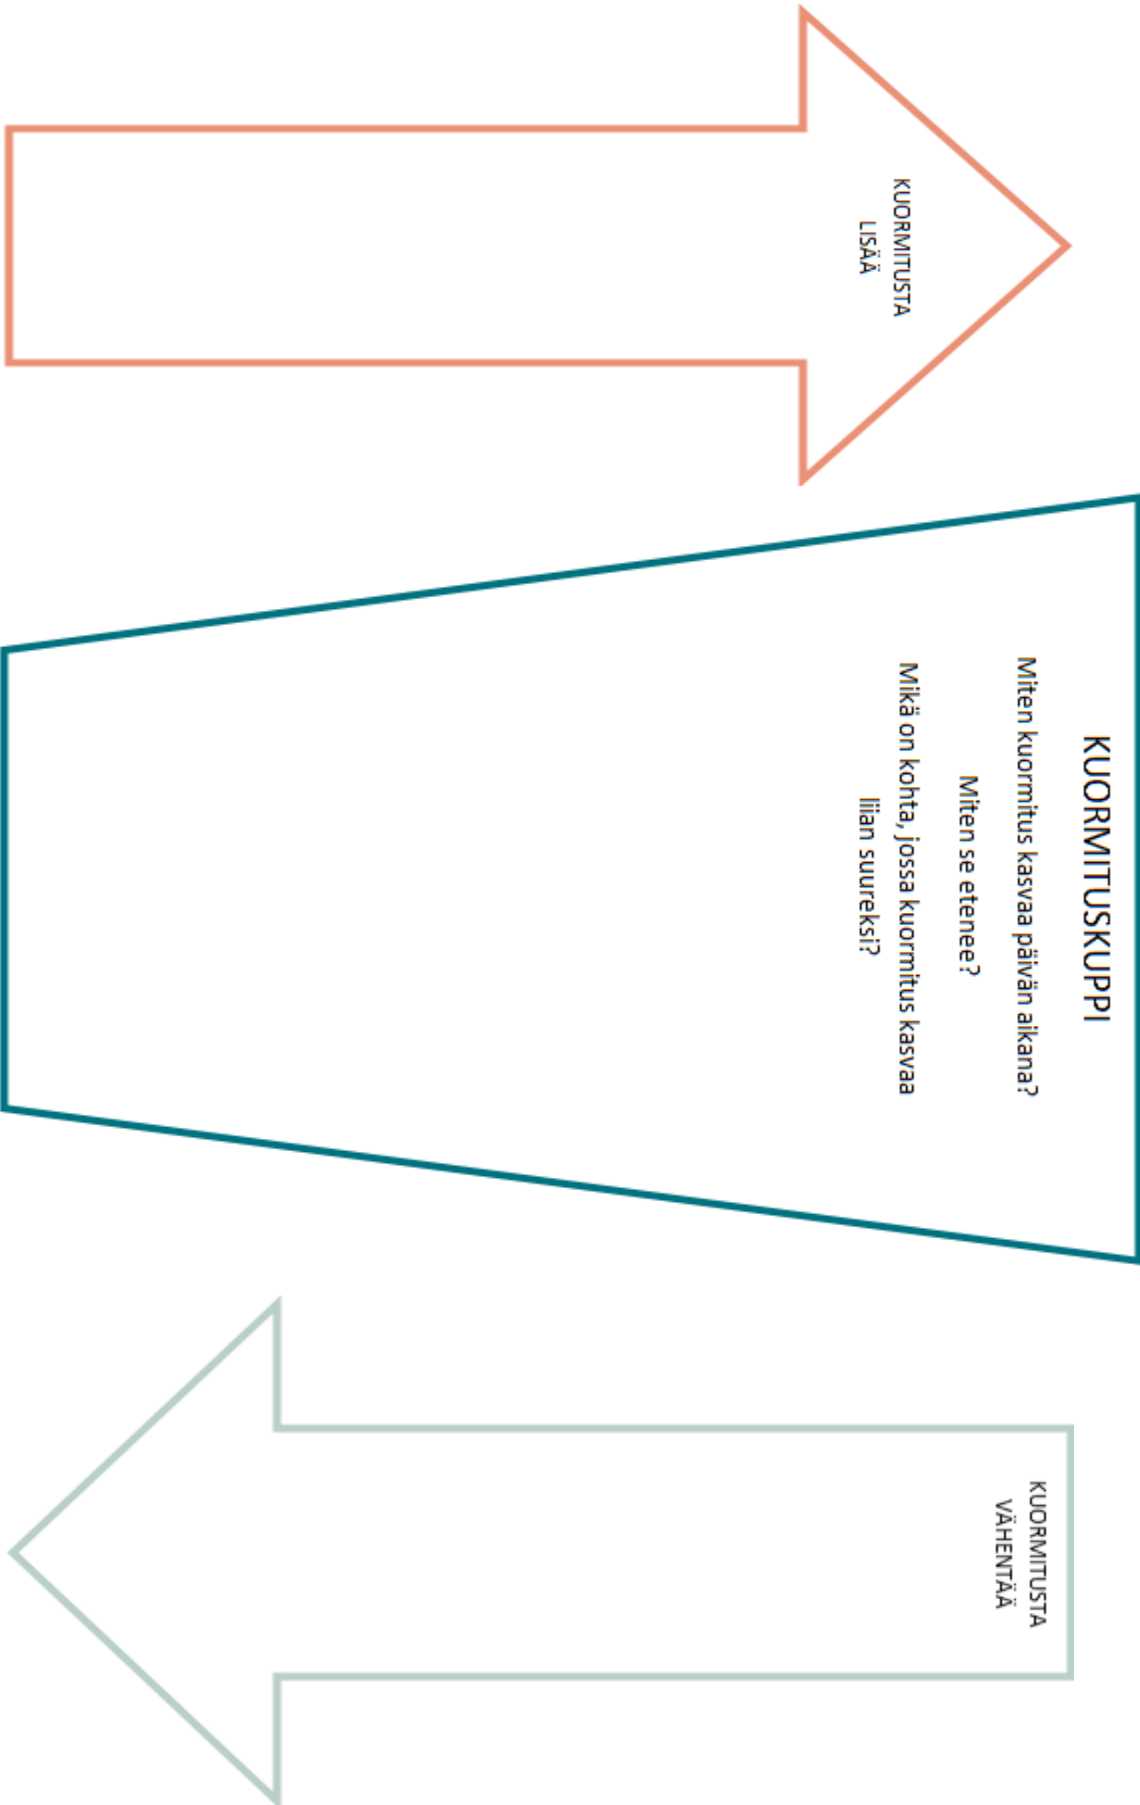 KUORMITUSTA
LISÄÄ
KUORMITUSKUPPI
Miten kuormitus kasvaa päivän aikana?
Miten se etenee?
Mikä on kohta, jossa kuormitus kasvaa
liian suureksi?
KUORMITUSTA
VÄHENTÄÄ